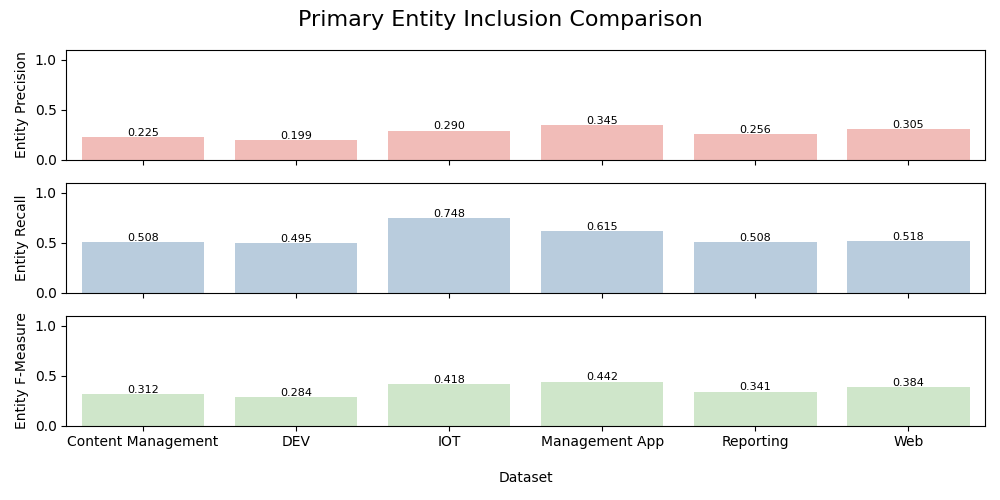 Primary Entity Inclusion Comparison
Entity Precision
1.0
0.5
0.0
0.225
0.199
0.290
0.345
0.256
0.305
Entity Recall
1.0
0.5
0.0
0.508
0.495
0.748
0.615
0.508
0.518
Entity F-Measure
1.0
0.5
0.0
0.312
0.284
0.418
0.442
0.341
0.384
Content Management
DEV
IOT
Management App
Reporting
Web
Dataset